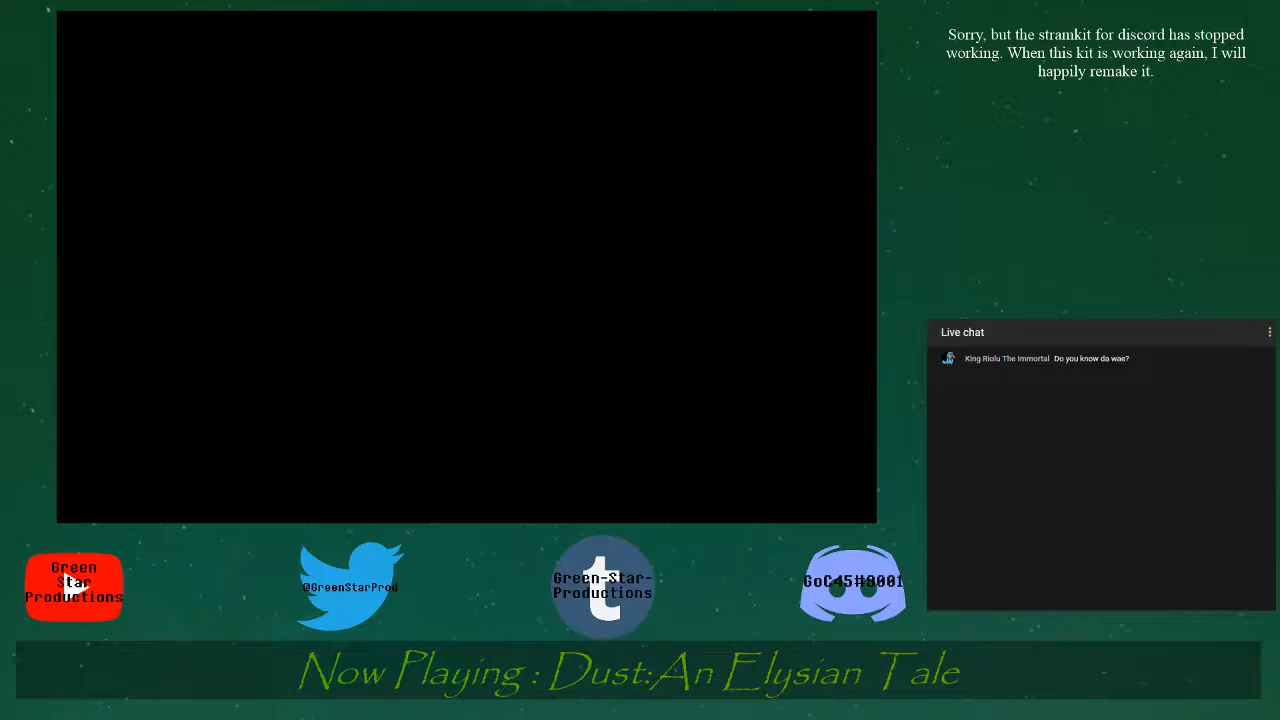 Sorry, but the stramkit for discord has stopped
working. When this kit is working again, I will
happily remake it.
Live chat
King Riolu The Immortal Do you know da wae?
Green
Star
Productions
@GreenStarProd
Green-Star-
Productions
GoC45#9001
Now Playing : Dust:An Elysian Tale